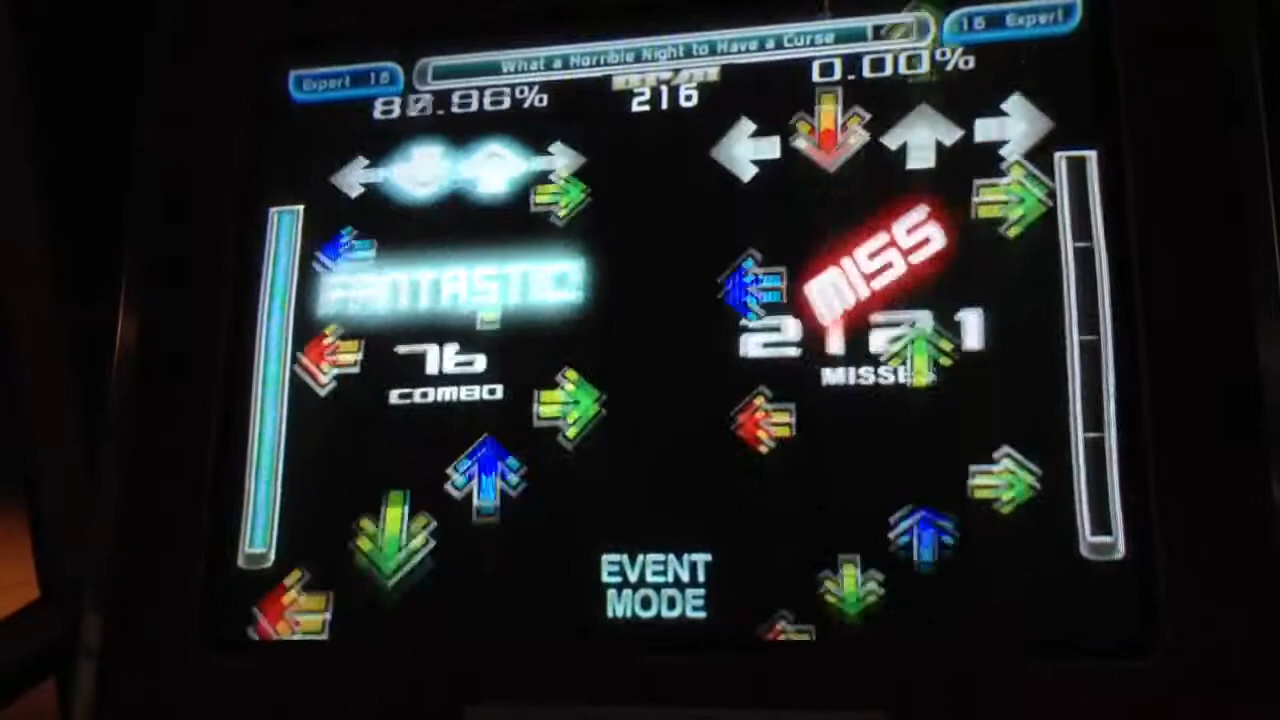 Expert 16
What a Horrible Night to Have a Curse
16 Expert
216
0.00%
FANTASTIC!
MISS
76
COMBO
EVENT
MODE